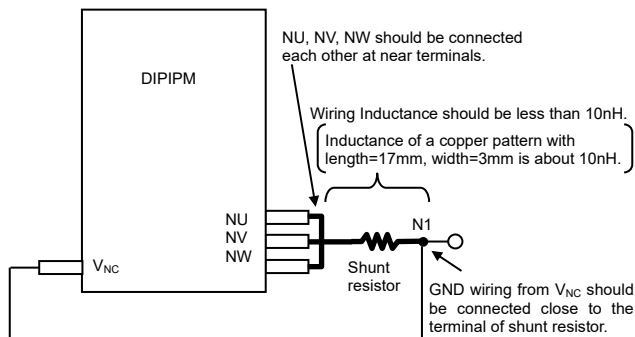 NU, NV, NW should be connected
each other at near terminals.
DIPIPM
Wiring Inductance should be less than 10nH.
Inductance of a copper pattern with
length=17mm, width=3mm is about 10nH.
NU
NV
NW
N1
VNC
Shunt
resistor
GND wiring from VNC should
be connected close to the
terminal of shunt resistor.